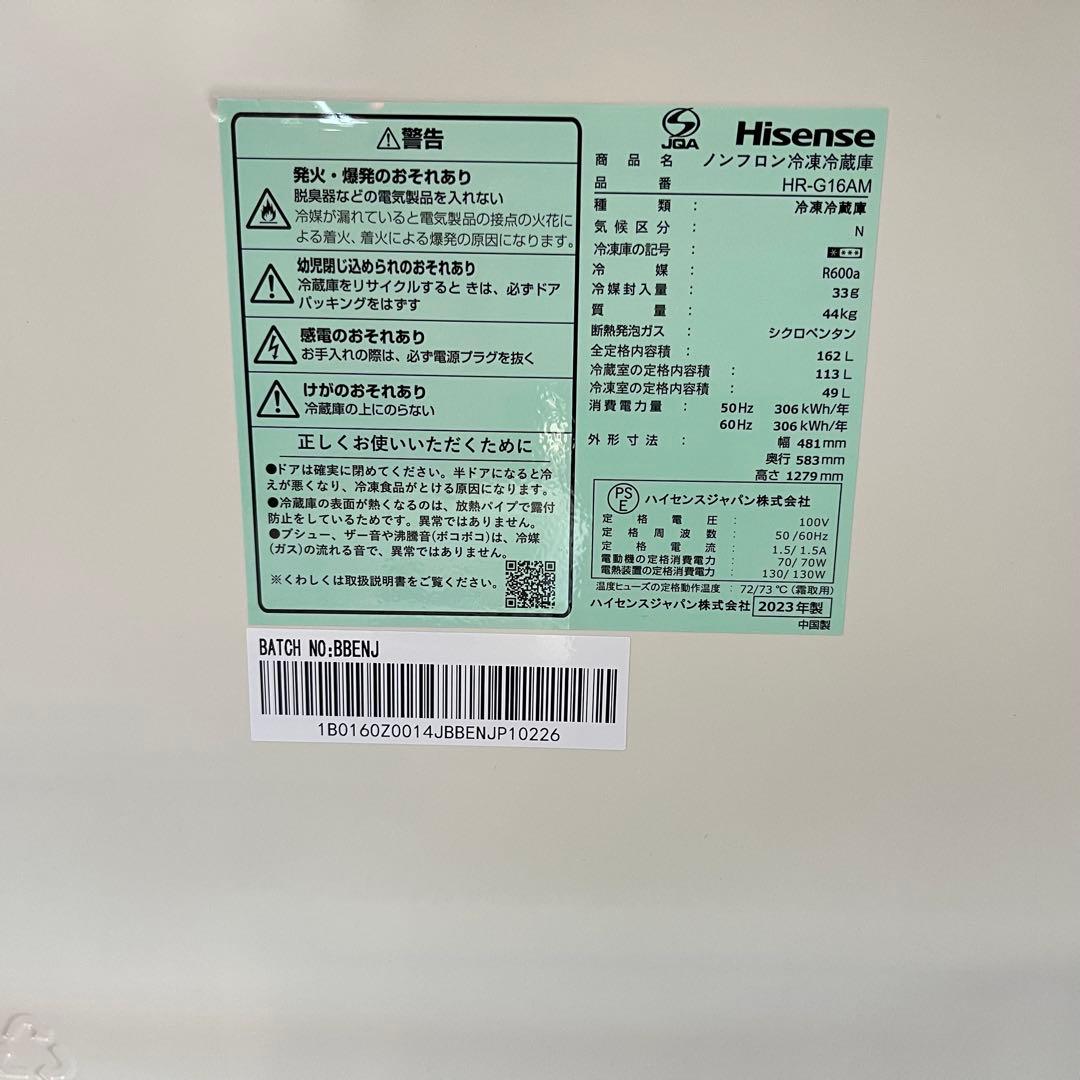 警告
発火・爆発のおそれあり
脱臭器などの電気製品を入れない
冷媒が漏れていると電気製品の接点の火花に
よる着火、着火による爆発の原因になります。
幼児閉じ込められのおそれあり
冷蔵庫をリサイクルすると きは、必ずドア
パッキングをはずす
感電のおそれあり
お手入れの際は、必ず電源プラグを抜く
けがのおそれあり
冷蔵庫の上にのらない
正しくお使いいただくために
●ドアは確実に閉めてください。半ドアになると冷
えが悪くなり、冷凍食品がとける原因になります。
●冷蔵庫の表面が熱くなるのは、放熱パイプで露付
防止をしているためです。異常ではありません。
●プシュー、ザー音や沸騰音(ボコボコ)は、冷媒
(ガス)の流れる音で、異常ではありません。
※くわしくは取扱説明書をご覧ください。
JQA Hisense
商品名 ノンフロン冷凍冷蔵庫
品番 HR-G16AM
種類 : 冷凍冷蔵庫
気候区分 : N
冷凍庫の記号 : ****
冷媒 : R600a
冷媒封入量 : 33g
質量 : 44kg
断熱発泡ガス : シクロペンタン
全定格内容積 : 162 L
冷蔵室の定格内容積 : 113 L
冷凍室の定格内容積 : 49 L
消費電力量 : 50Hz 306 kWh/年
60Hz 306 kWh/年
外形寸法 : 幅 481mm
奥行 583mm
高さ 1279mm
PSE ハイセンスジャパン株式会社
定格電圧 : 100V
定格周波数 : 50/60Hz
定格電流 : 1.5/1.5A
電動機の定格消費電力 : 70/70W
電熱装置の定格消費電力 : 130/130W
温度ヒューズの定格動作温度 : 72/73℃(霜取用)
ハイセンスジャパン株式会社 2023年製
中国製
BATCH NO:BBENJ
1B0160Z0014JBBENJP10226